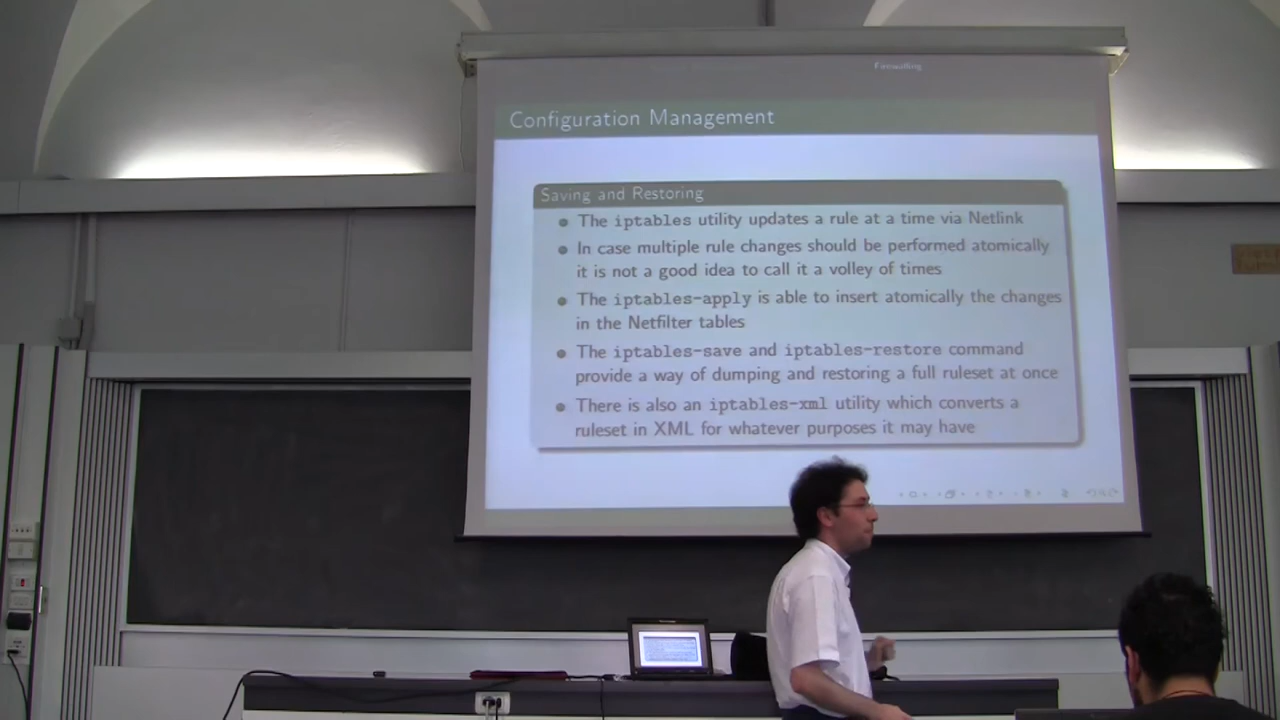 Firewalling
Configuration Management
Saving and Restoring
The iptables utility updates a rule at a time via Netlink
In case multiple rule changes should be performed atomically
it is not a good idea to call it a volley of times
The iptables-apply is able to insert atomically the changes
in the Netfilter tables
The iptables-save and iptables-restore command
provide a way of dumping and restoring a full ruleset at once
There is also an iptables-xml utility which converts a
ruleset in XML for whatever purposes it may have